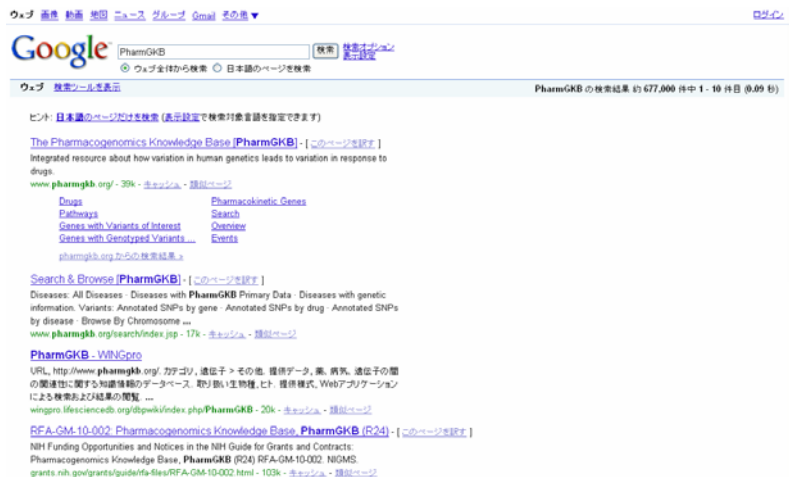 ウェブ 画像 動画 地図 ニュース グループ Gmail その他 ▼ ログイン
Google PharmGKB 検索 検索オプション
表示設定
ウェブ全体から検索 日本語のページを検索
ウェブ 検索ツールを表示 PharmGKB の検索結果 約 677,000 件中 1 - 10 件目 (0.09 秒)
ヒント: 日本語のページだけを検索 (表示設定で検索対象言語を指定できます)
The Pharmacogenomics Knowledge Base [PharmGKB] - [ このページを訳す ]
Integrated resource about how variation in human genetics leads to variation in response to
drugs.
www.pharmgkb.org/ - 39k - キャッシュ - 類似ページ
Drugs Pharmacokinetic Genes
Pathways Search
Genes with Variants of Interest Overview
Genes with Genotyped Variants ... Events
pharmgkb.org からの検索結果 »
Search & Browse [PharmGKB] - [ このページを訳す ]
Diseases: All Diseases · Diseases with PharmGKB Primary Data · Diseases with genetic
information. Variants: Annotated SNPs by gene · Annotated SNPs by drug · Annotated SNPs
by disease · Browse By Chromosome ...
www.pharmgkb.org/search/index.jsp - 17k - キャッシュ - 類似ページ
PharmGKB - WINGpro
URL, http://www.pharmgkb.org/. カテゴリ, 遺伝子 > その他. 提供データ, 薬、病気、遺伝子の間
の関連性に関する知識情報のデータベース. 取り扱い生物種, ヒト. 提供様式, Webアプリケーション
による検索および結果の閲覧. ...
wingpro.lifesciencedb.org/dbpwiki/index.php/PharmGKB - 20k - キャッシュ - 類似ページ
RFA-GM-10-002: Pharmacogenomics Knowledge Base, PharmGKB (R24) - [ このページを訳す ]
NIH Funding Opportunities and Notices in the NIH Guide for Grants and Contracts:
Pharmacogenomics Knowledge Base, PharmGKB (R24) RFA-GM-10-002. NIGMS.
grants.nih.gov/grants/guide/rfa-files/RFA-GM-10-002.html - 103k - キャッシュ - 類似ページ